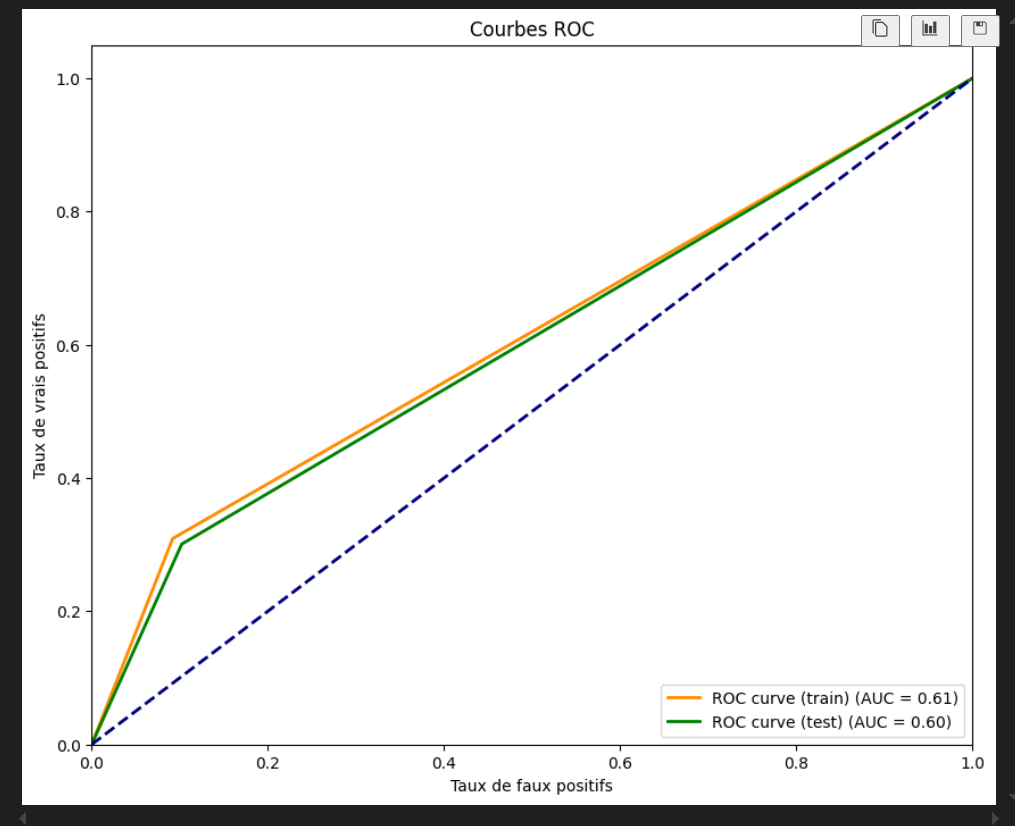 Courbes ROC
1.0
0.8
0.6
0.4
0.2
0.0
Taux de vrais positifs
ROC curve (train) (AUC = 0.61)
ROC curve (test) (AUC = 0.60)
0.0 0.2 0.4 0.6 0.8 1.0
Taux de faux positifs